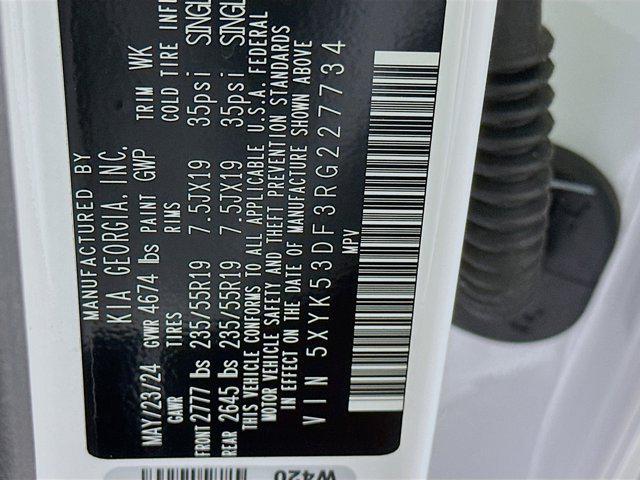 MANUFACTURED BY
KIA GEORGIA, INC.
MAY/23/24 GVWR 4674 lbs PAINT GWP TRIM WK
GAWR TIRES RIMS COLD TIRE
FRONT 2777 lbs 235/55R19 7.5JX19 35psi
REAR 2645 lbs 235/55R19 7.5JX19 35psi
THIS VEHICLE CONFORMS TO ALL APPLICABLE U.S.A. FEDERAL
MOTOR VEHICLE SAFETY AND THEFT PREVENTION STANDARDS
IN EFFECT ON THE DATE OF MANUFACTURE SHOWN ABOVE
VIN 5XYK53DF3RG227734
MPV
W420